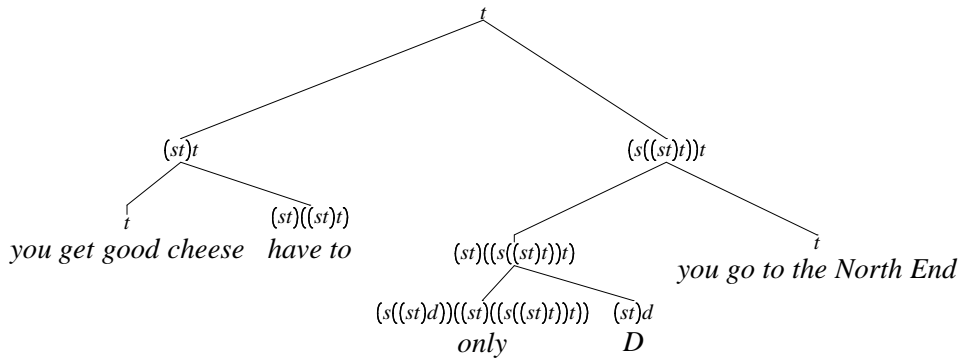 t
(st)t (s((st)t))t
t (st)((st)t)
you get good cheese have to
(st)((s((st)t))t) t
you go to the North End
(s((st)d))((st)((s((st)t))t)) (st)d
only D